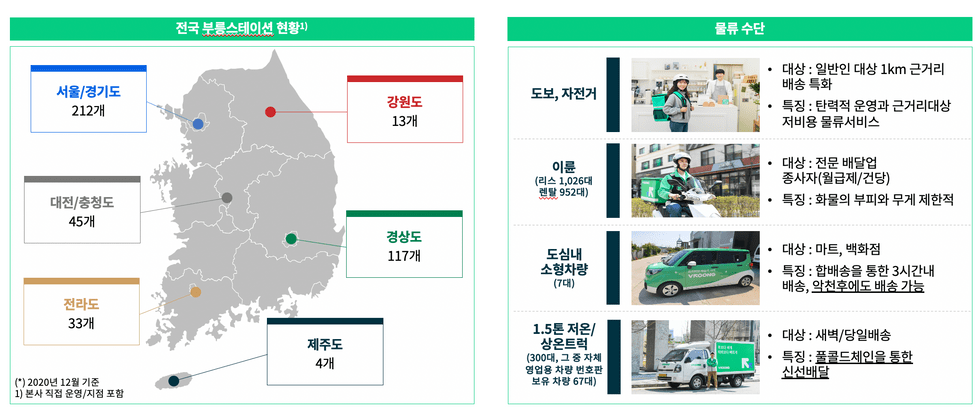 전국 부릉스테이션 현황1)
서울/경기도
212개
강원도
13개
대전/충청도
45개
경상도
117개
전라도
33개
제주도
4개
(*) 2020년 12월 기준
1) 본사 직접 운영/지점 포함
물류 수단
도보, 자전거
• 대상 : 일반인 대상 1km 근거리
배송 특화
• 특징 : 탄력적 운영과 근거리대상
저비용 물류서비스
이륜
(리스 1,026대
렌탈 952대)
• 대상 : 전문 배달업
종사자(월급제/건당)
• 특징 : 화물의 부피와 무게 제한적
도심내
소형차량
(7대)
VROONG
• 대상 : 마트, 백화점
• 특징 : 합배송을 통한 3시간내
배송, 악천후에도 배송 가능
1.5톤 저온/
상온트럭
(300대, 그 중 자체
영업용 차량 번호판
보유 차량 67대)
• 대상 : 새벽/당일배송
• 특징 : 풀콜드체인을 통한
신선배달